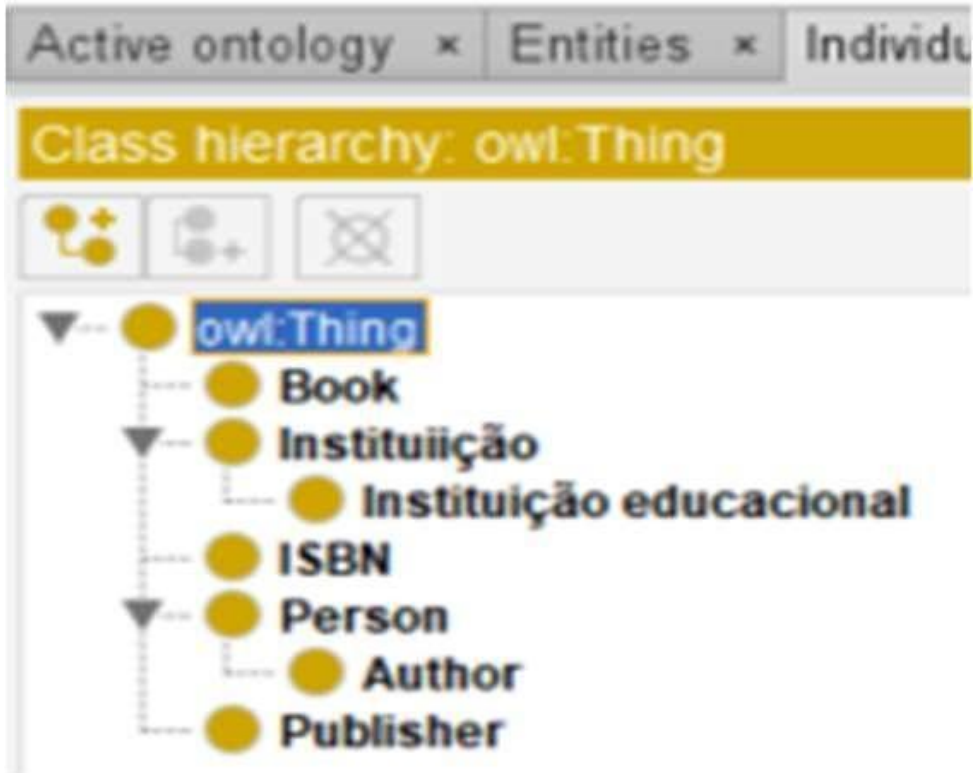 Active ontology × Entities × Individu
Class hierarchy: owl:Thing
owl:Thing
Book
Instituiição
Instituição educacional
ISBN
Person
Author
Publisher